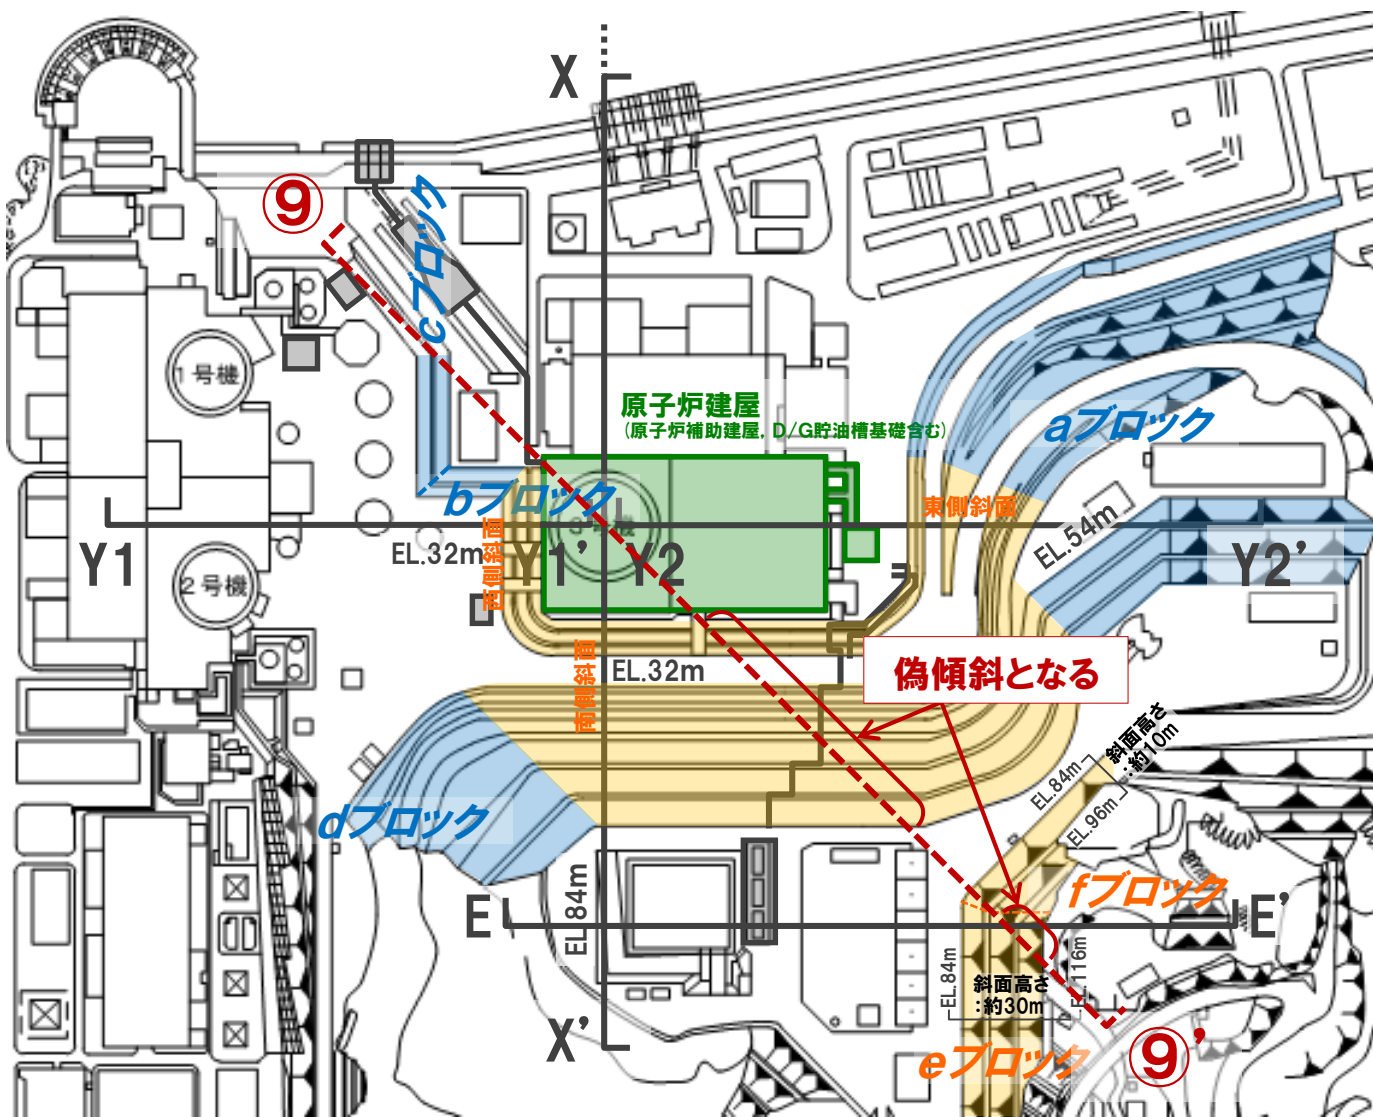 X
⑨
cブロック
1号機
原子炉建屋
(原子炉補助建屋,D/G貯油槽基礎含む)
aブロック
bブロック
東側斜面
3号機
EL.54m
EL.32m
西側斜面
Y1
Y1'
Y2
Y2'
2号機
南側斜面
EL.32m
偽傾斜となる
斜面高さ
:約10m
EL.84m
EL.96m
dブロック
fブロック
E
EL.84m
E'
EL.84m
斜面高さ
:約30m
EL.116m
X'
eブロック
⑨'